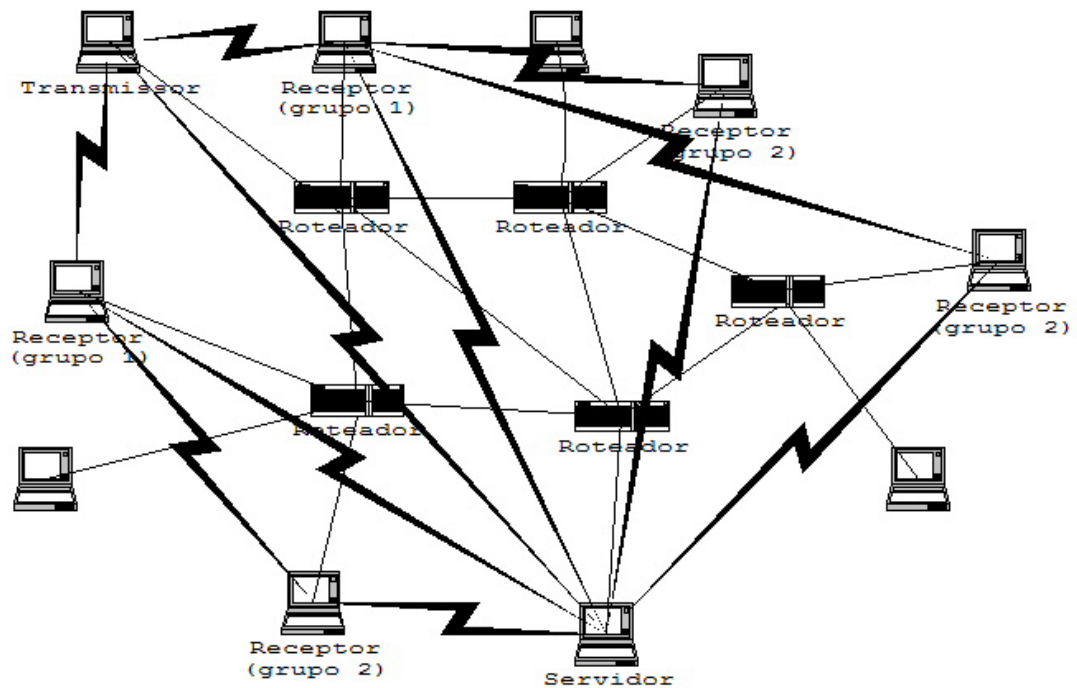 Transmissor
Receptor
(grupo 1)
Receptor
(grupo 2)
Roteador
Roteador
Receptor
(grupo 1)
Roteador
Receptor
(grupo 2)
Roteador
Roteador
Receptor
(grupo 2)
Servidor